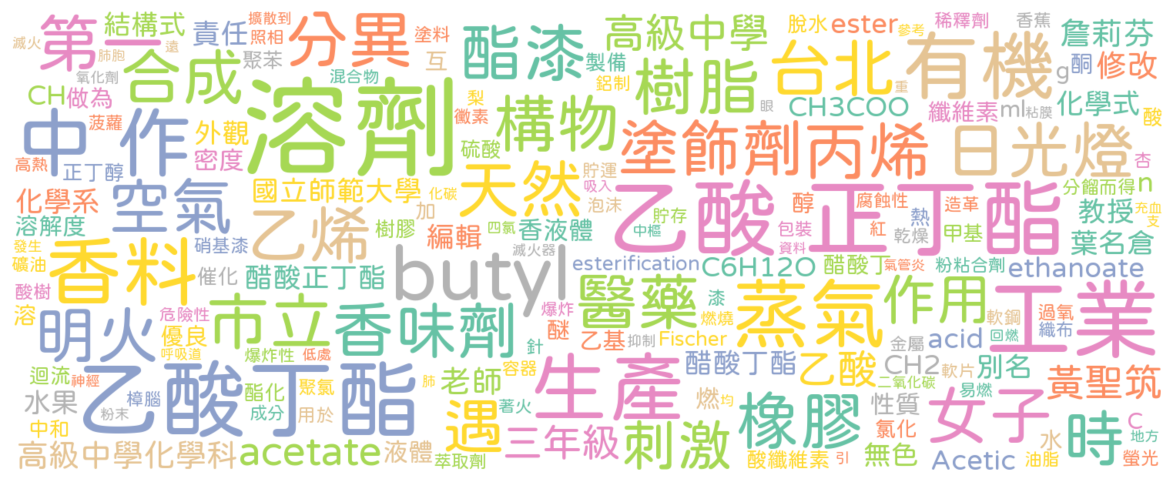 滅火 擴散到 肺胞 遠 第一 結構式 責任 照相 分異 塗料 互 酯漆 高級中學 製備 脫水 ester 稀釋劑 香蕉 參考 詹莉芬
氧化劑 合成 聚苯 混合物 梨 鋁制 樹脂 台北 有機 重 g 酮 修改
CH 做為 溶劑 黴素 構物 眼 CH3COO 纖維素 ml 粘膜 化學式 酸
菠蘿 中 作 外觀 硫酸 塗飾劑 丙烯 日光燈 杏
高熱 正丁醇 密度 貯運 分餾而得 n
化學系 空氣 國立師範大學 化碳 天然 吸入 泡沫 乙酸 正丁酯 醇 腐蝕性 造革 教授 充血
溶解度 乙烯 樹膠 加 四氯 香液體 貯存 中樞 包裝 紅 熱 乾燥 甲基 葉名倉 支
發生 硝基漆 編輯 滅火器 資料
礦油 香料 催化 醋酸正丁酯 butyl esterification C6H12O 氣管炎 醋酸丁 粉粘合劑 ethanoate
酸樹 溶 危險性 市立 香味劑 爆炸 醫藥 漆 蒸氣 作用 軟鋼 過氧 工業
明火 優良 醚 乙基 抑制 燃燒 Fischer 金屬 acid 回燃 織布
呼吸道 爆炸性 低處 針
迴流 神經 乙酸丁酯 酯化 聚氯 肺 老師 容器 生產 醋酸丁酯 乙酸 CH2 軟片 別名 黃聖筑
水果 樟腦 粉末 成分 用於 著火 遇 燃 均 橡膠 二氧化碳 性質 易燃 女子
中和 三年級 刺激 氯化 水 時 C 地方
高級中學化學科 acetate 液體 萃取劑 酸纖維素 引 無色 Acetic 油脂 螢光